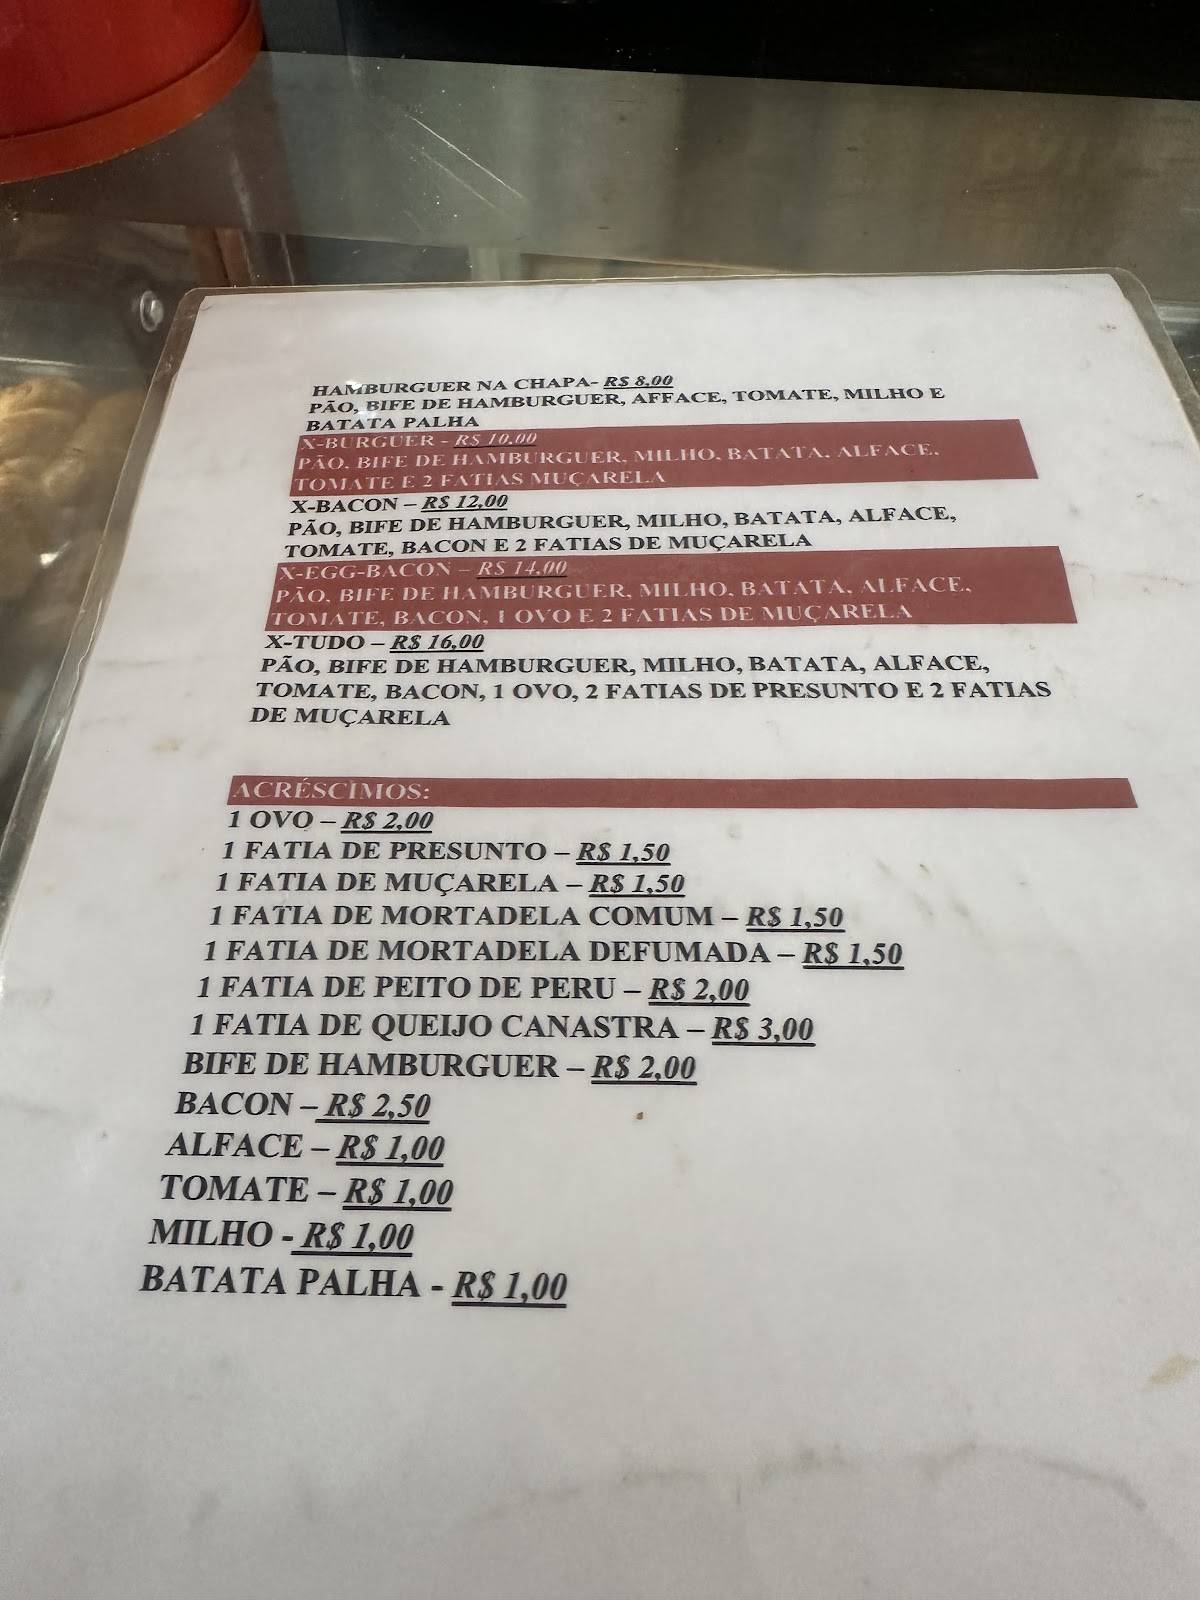 HAMBURGUER NA CHAPA- R$ 8,00
PÃO, BIFE DE HAMBURGUER, AFFACE, TOMATE, MILHO E
BATATA PALHA
X-BURGUER - R$ 10,00
PÃO, BIFE DE HAMBURGUER, MILHO, BATATA, ALFACE,
TOMATE E 2 FATIAS MUÇARELA
X-BACON – R$ 12,00
PÃO, BIFE DE HAMBURGUER, MILHO, BATATA, ALFACE,
TOMATE, BACON E 2 FATIAS DE MUÇARELA
X-EGG-BACON – R$ 14,00
PÃO, BIFE DE HAMBURGUER, MILHO, BATATA, ALFACE,
TOMATE, BACON, 1 OVO E 2 FATIAS DE MUÇARELA
X-TUDO – R$ 16,00
PÃO, BIFE DE HAMBURGUER, MILHO, BATATA, ALFACE,
TOMATE, BACON, 1 OVO, 2 FATIAS DE PRESUNTO E 2 FATIAS
DE MUÇARELA
ACRÉSCIMOS:
1 OVO – R$ 2,00
1 FATIA DE PRESUNTO – R$ 1,50
1 FATIA DE MUÇARELA – R$ 1,50
1 FATIA DE MORTADELA COMUM – R$ 1,50
1 FATIA DE MORTADELA DEFUMADA – R$ 1,50
1 FATIA DE PEITO DE PERU – R$ 2,00
1 FATIA DE QUEIJO CANASTRA – R$ 3,00
BIFE DE HAMBURGUER – R$ 2,00
BACON – R$ 2,50
ALFACE – R$ 1,00
TOMATE – R$ 1,00
MILHO - R$ 1,00
BATATA PALHA - R$ 1,00